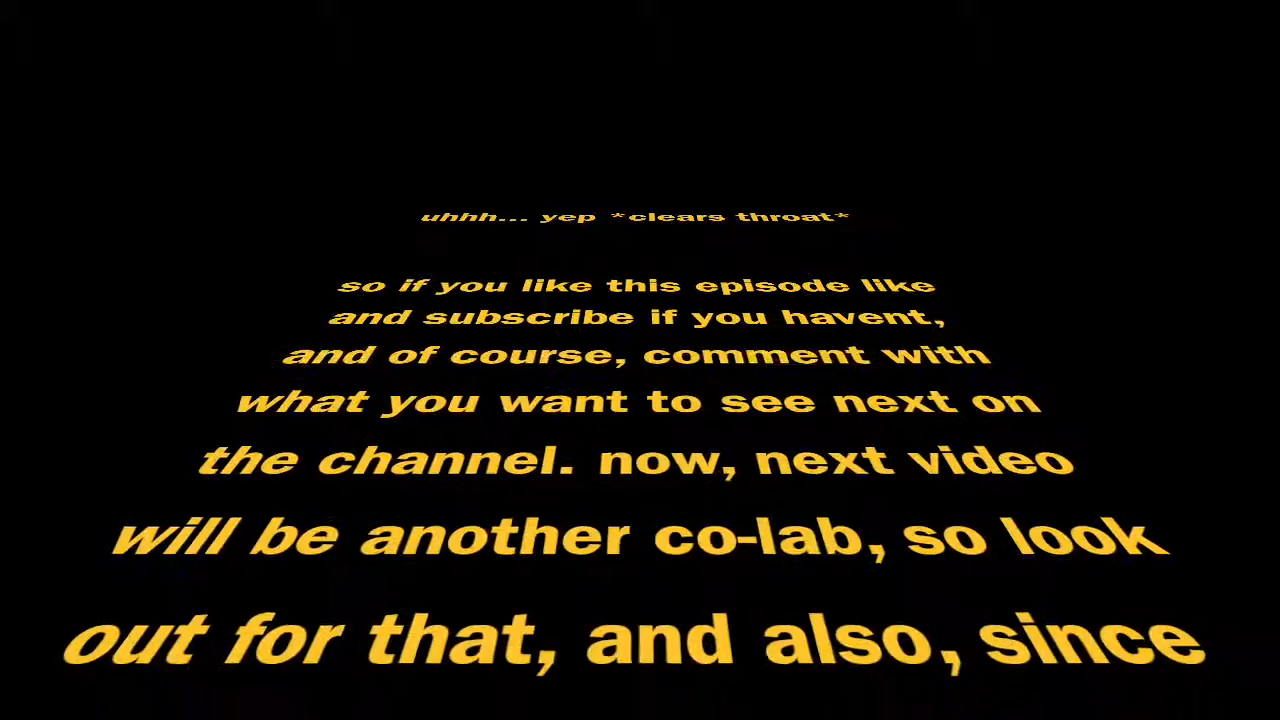 uhhh... yep *clears throat*
so if you like this episode like
and subscribe if you havent,
and of course, comment with
what you want to see next on
the channel. now, next video
will be another co-lab, so look
out for that, and also, since